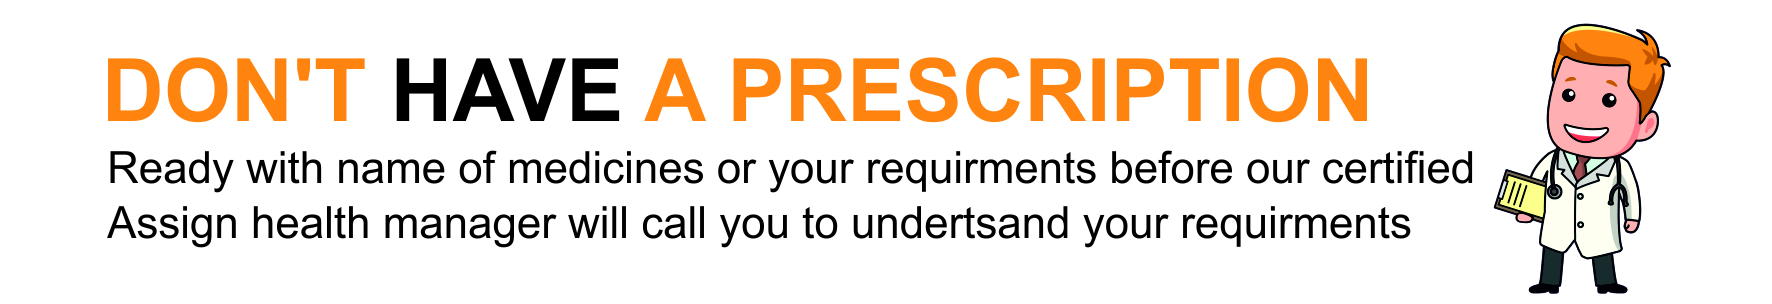 DON'T HAVE A PRESCRIPTION
Ready with name of medicines or your requirments before our certified
Assign health manager will call you to undertsand your requirments